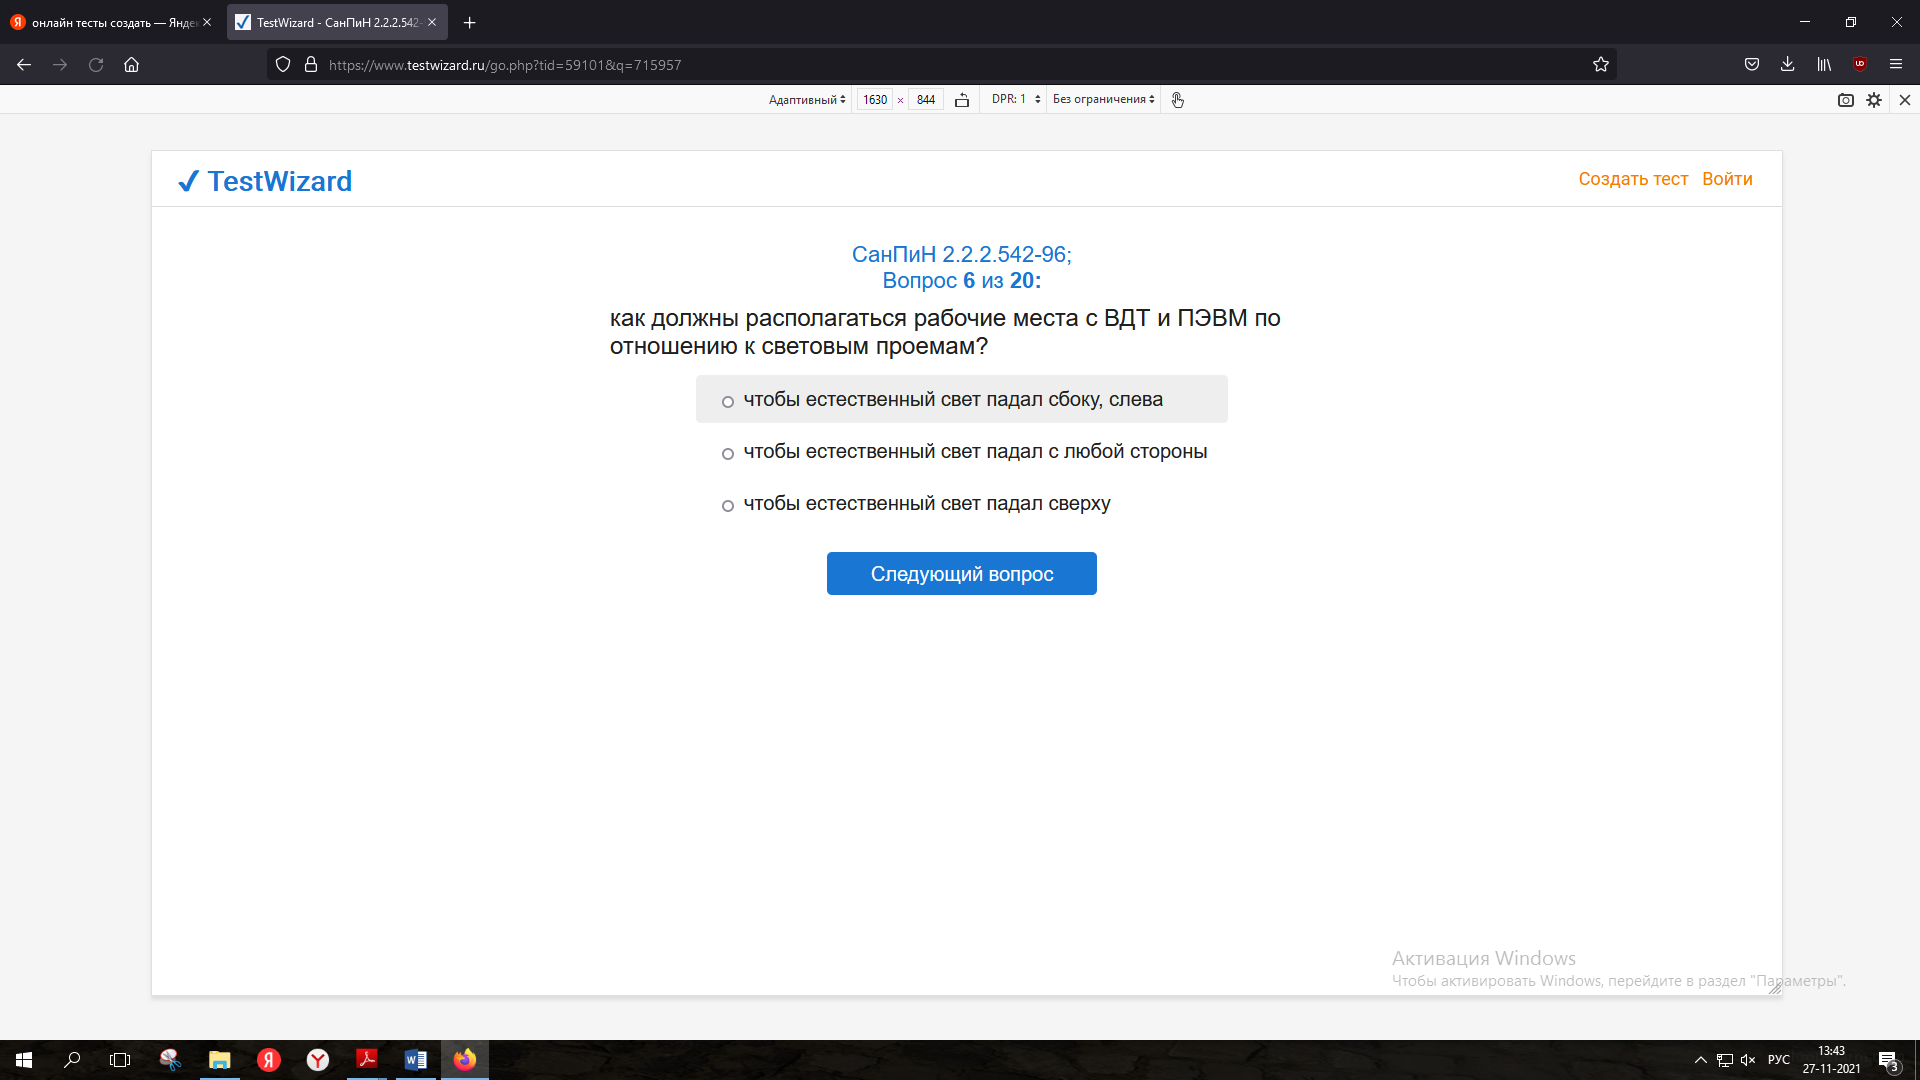 онлайн тесты создать — Яндек
TestWizard - СанПиН 2.2.2.542-
https://www.testwizard.ru/go.php?tid=59101&q=715957
Адаптивный 1630 × 844 DPR: 1 Без ограничения
TestWizard
Создать тест Войти
СанПиН 2.2.2.542-96;
Вопрос 6 из 20:
как должны располагаться рабочие места с ВДТ и ПЭВМ по
отношению к световым проемам?
чтобы естественный свет падал сбоку, слева
чтобы естественный свет падал с любой стороны
чтобы естественный свет падал сверху
Следующий вопрос
Активация Windows
Чтобы активировать Windows, перейдите в раздел "Параметры".
РУС
13:43
27-11-2021
3